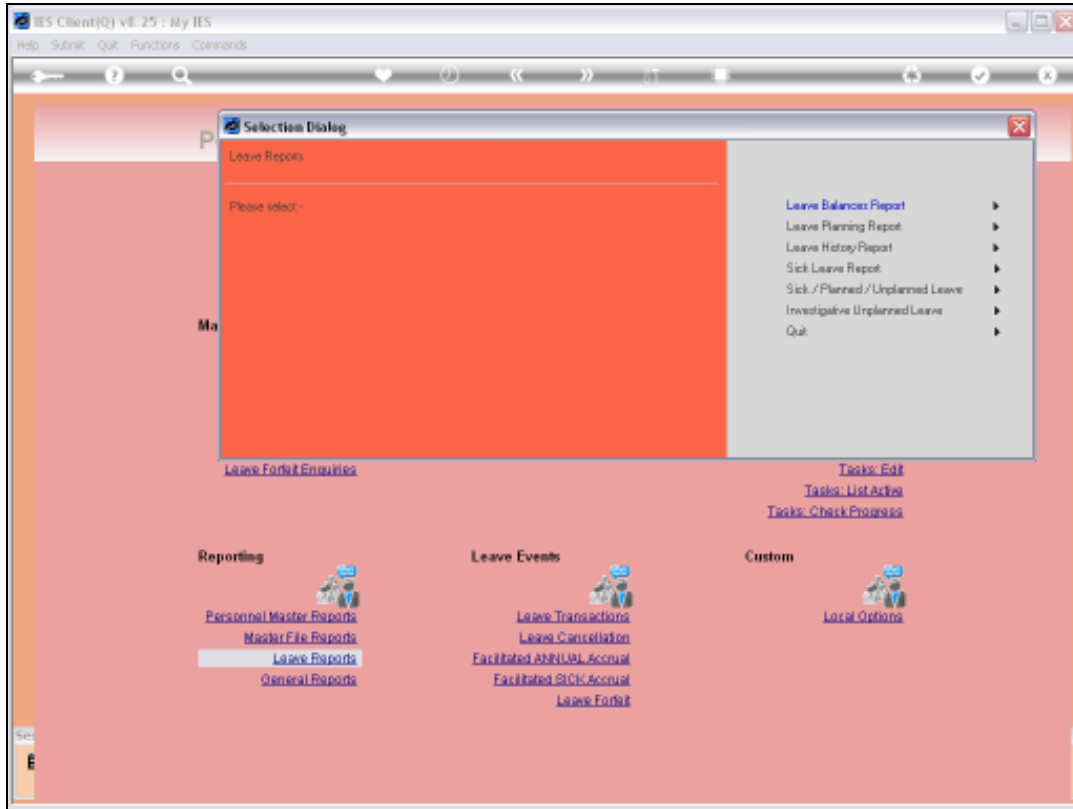 IES Client(Q) v8.25 : My IES
Help Submit Quit Functions Commands
Selection Dialog
Leave Reports
Please select -
Leave Balances Report
Leave Planning Report
Leave History Report
Sick Leave Report
Sick / Planned / Unplanned Leave
Investigative Unplanned Leave
Quit
P
Ma
Leave Forfeit Enquiries
Tasks: Edit
Tasks: List Active
Tasks: Check Progress
Reporting
Personnel Master Reports
Master File Reports
Leave Reports
General Reports
Leave Events
Leave Transactions
Leave Cancellation
Facilitated ANNUAL Accrual
Facilitated SICK Accrual
Leave Forfeit
Custom
Local Options
Se